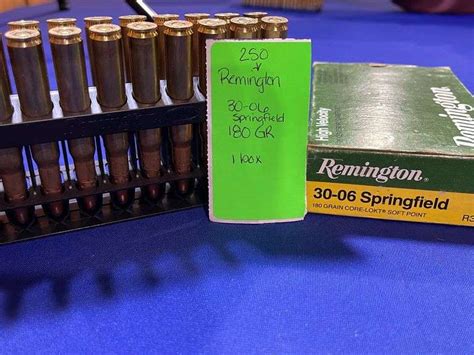 250
Remington
30-06
Springfield
180 GR
1 box
High Velocity
Remington
Remington.
30-06 Springfield
180 GRAIN CORE-LOKT® SOFT POINT
R3